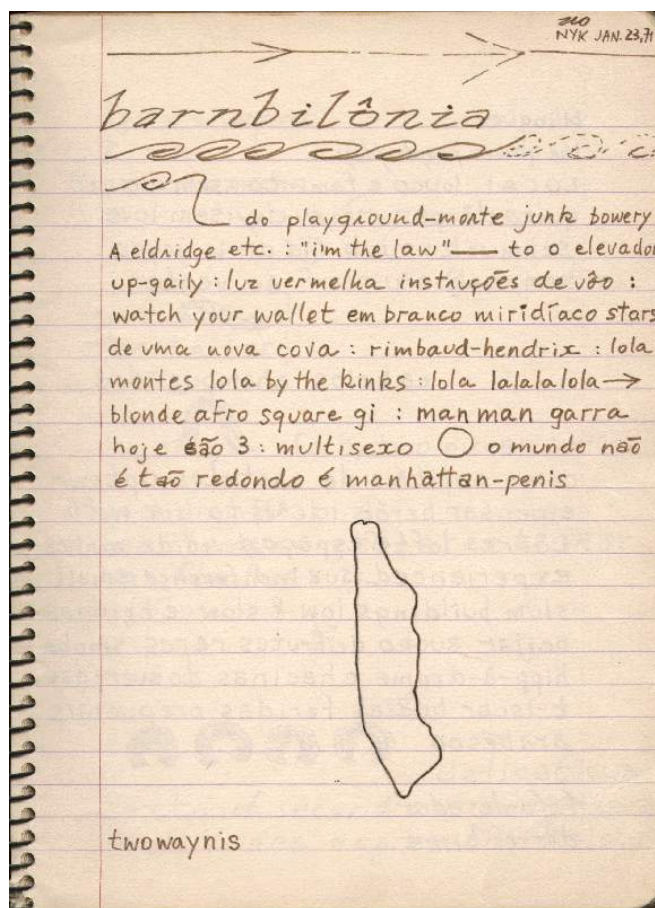 HO
NYK JAN. 23,71
barnbilônia
do playground-monte junk bowery
A eldridge etc. : "i'm the law" — to o elevador
up-gaily : luz vermelha instruções de vôo :
watch your wallet em branco miridíaco stars
de uma nova cova : rimbaud-hendrix : lola
montes lola by the kinks : lola lalalalola →
blonde afro square gi : man man garra
hoje são 3 : multisexo ◯ o mundo não
é tão redondo é manhattan-penis
twowaynis